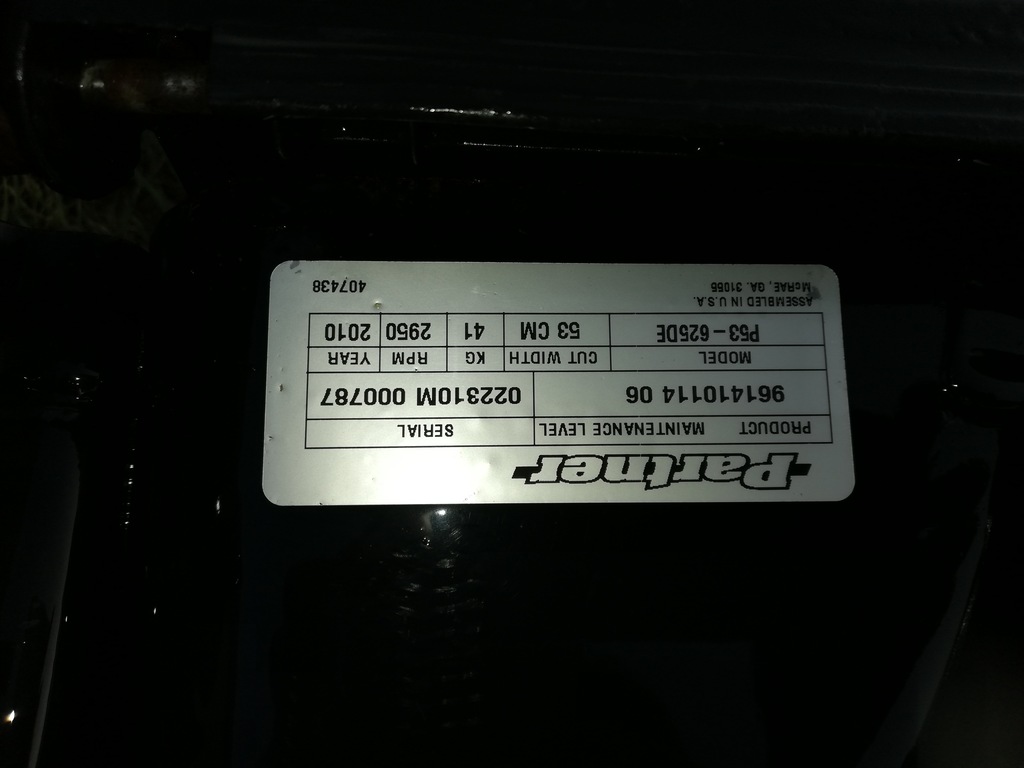 Partner
PRODUCT MAINTENANCE LEVEL SERIAL
961410114 06 022310M 000787
MODEL CUT WIDTH KG RPM YEAR
P53-625DE 53 CM 41 2950 2010
ASSEMBLED IN U.S.A.
McRAE, GA. 31055 407438